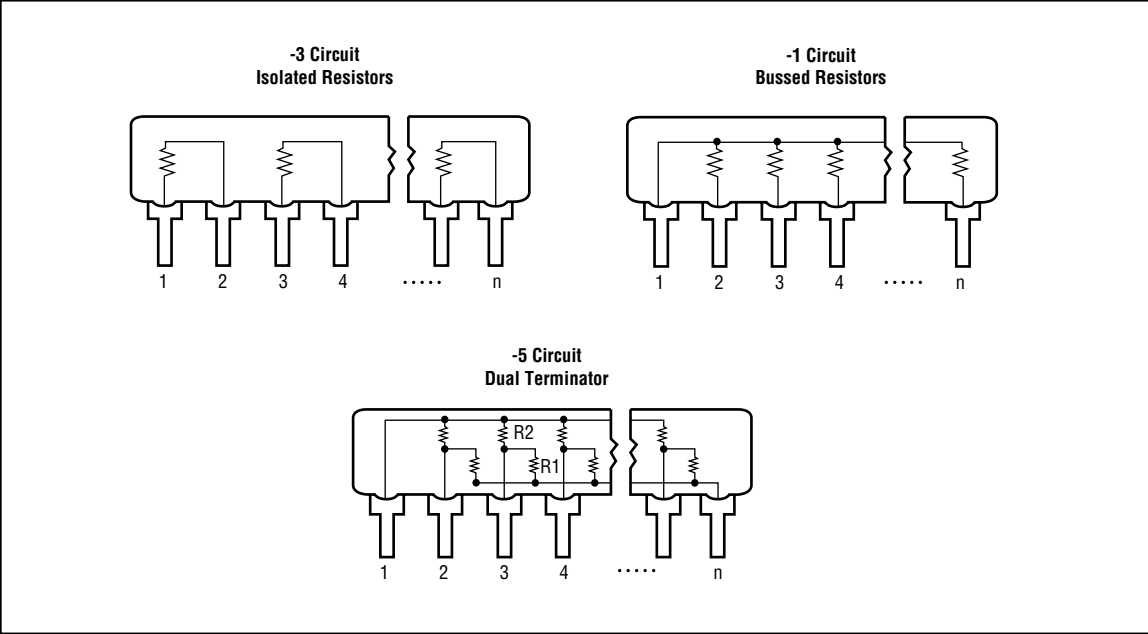 -3 Circuit
Isolated Resistors
1 2 3 4 ..... n
-1 Circuit
Bussed Resistors
1 2 3 4 ..... n
-5 Circuit
Dual Terminator
R2
R1
1 2 3 4 ..... n